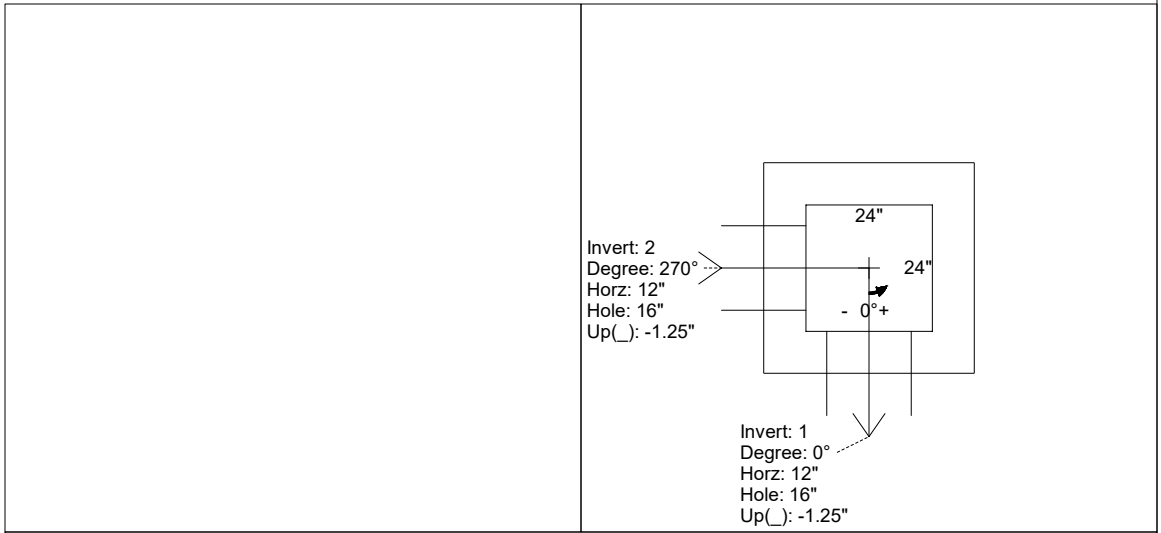 24"
Invert: 2
Degree: 270°
Horz: 12"
Hole: 16"
Up(_): -1.25"
24"
- 0°+
Invert: 1
Degree: 0°
Horz: 12"
Hole: 16"
Up(_): -1.25"